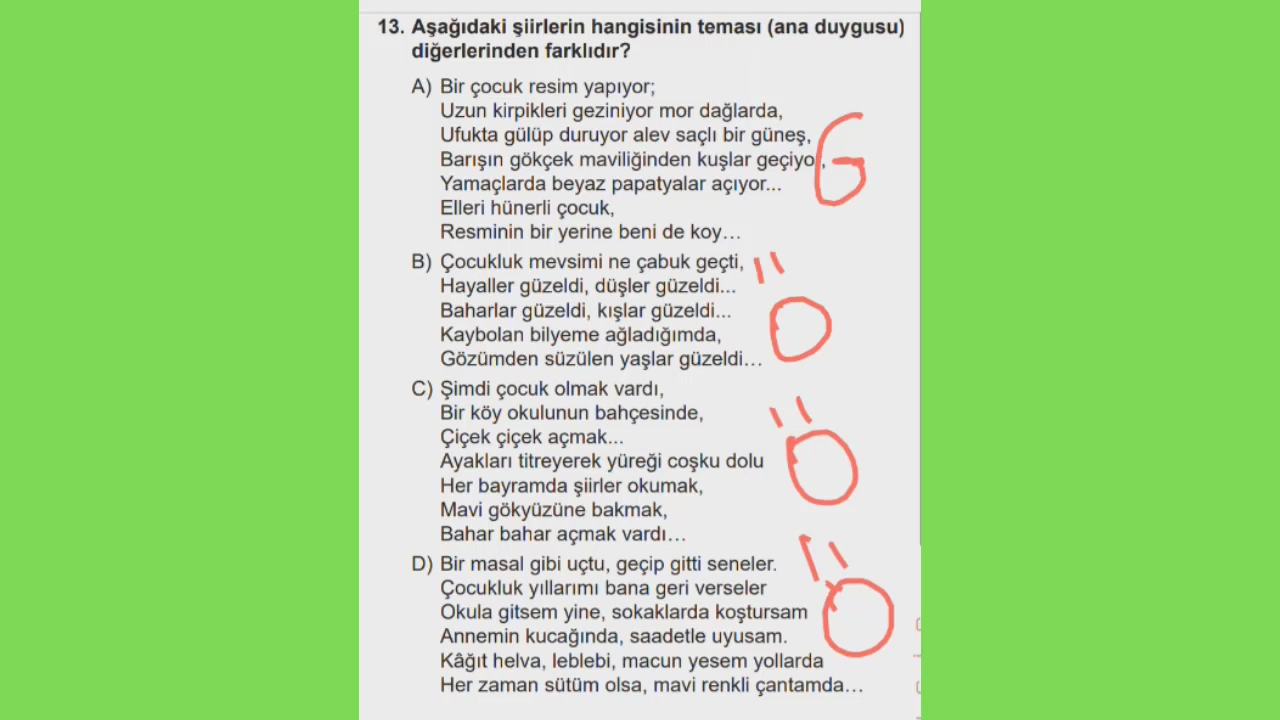 13. Aşağıdaki şiirlerin hangisinin teması (ana duygusu)
diğerlerinden farklıdır?
A) Bir çocuk resim yapıyor;
Uzun kirpikleri geziniyor mor dağlarda,
Ufukta gülüp duruyor alev saçlı bir güneş,
Barışın gökçek maviliğinden kuşlar geçiyor,
Yamaçlarda beyaz papatyalar açıyor...
Elleri hünerli çocuk,
Resminin bir yerine beni de koy…
G
B) Çocukluk mevsimi ne çabuk geçti,
Hayaller güzeldi, düşler güzeldi...
Baharlar güzeldi, kışlar güzeldi...
Kaybolan bilyeme ağladığımda,
Gözümden süzülen yaşlar güzeldi…
Ö
C) Şimdi çocuk olmak vardı,
Bir köy okulunun bahçesinde,
Çiçek çiçek açmak...
Ayakları titreyerek yüreği coşku dolu
Her bayramda şiirler okumak,
Mavi gökyüzüne bakmak,
Bahar bahar açmak vardı…
Ö
D) Bir masal gibi uçtu, geçip gitti seneler.
Çocukluk yıllarımı bana geri verseler
Okula gitsem yine, sokaklarda koştursam
Annemin kucağında, saadetle uyusam.
Kâğıt helva, leblebi, macun yesem yollarda
Her zaman sütüm olsa, mavi renkli çantamda…
Ö